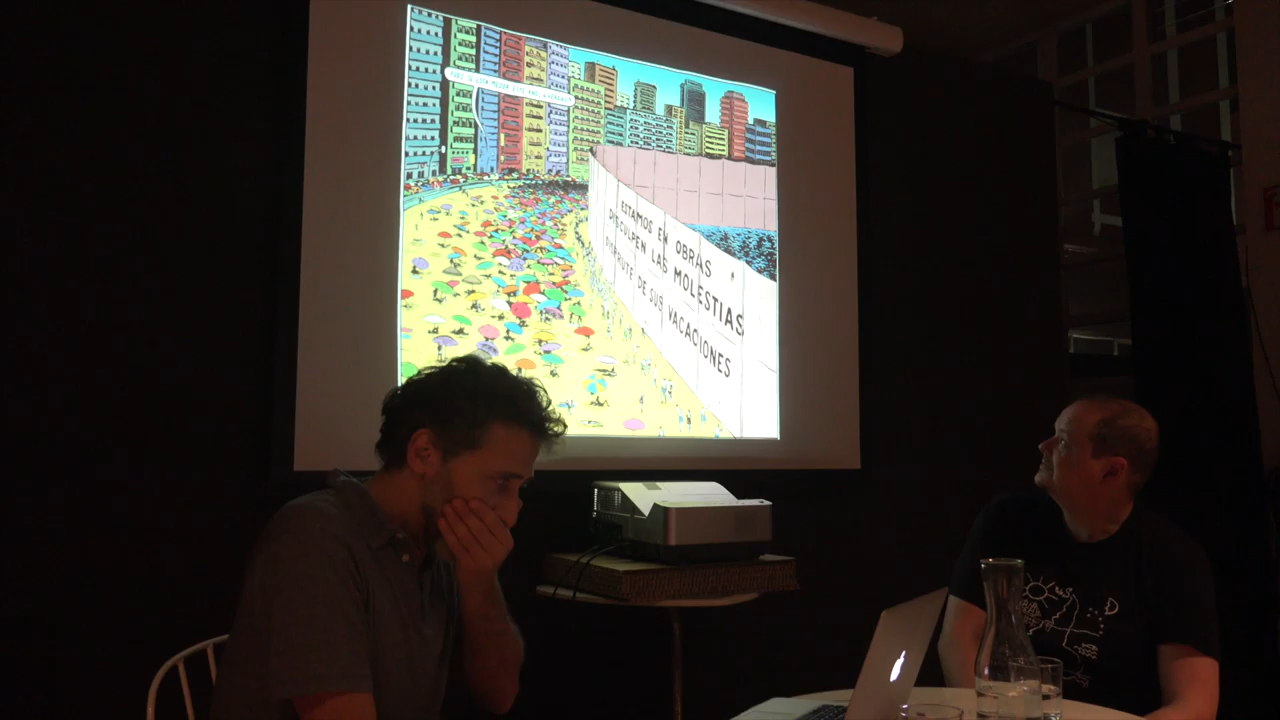 ESTAMOS EN OBRAS
DISCULPEN LAS MOLESTIAS
DISFRUTE DE SUS VACACIONES